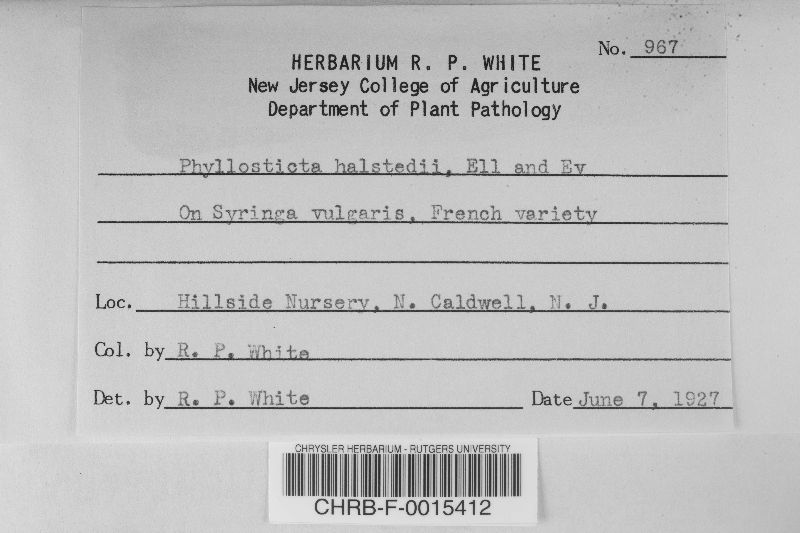 No. 967
HERBARIUM R. P. WHITE
New Jersey College of Agriculture
Department of Plant Pathology
Phyllosticta halstedii, Ell and Ev
On Syringa vulgaris, French variety
Loc. Hillside Nursery, N. Caldwell, N. J.
Col. by R. P. White
Det. by R. P. White Date June 7, 1927
CHRYSLER HERBARIUM - RUTGERS UNIVERSITY
CHRB-F-0015412